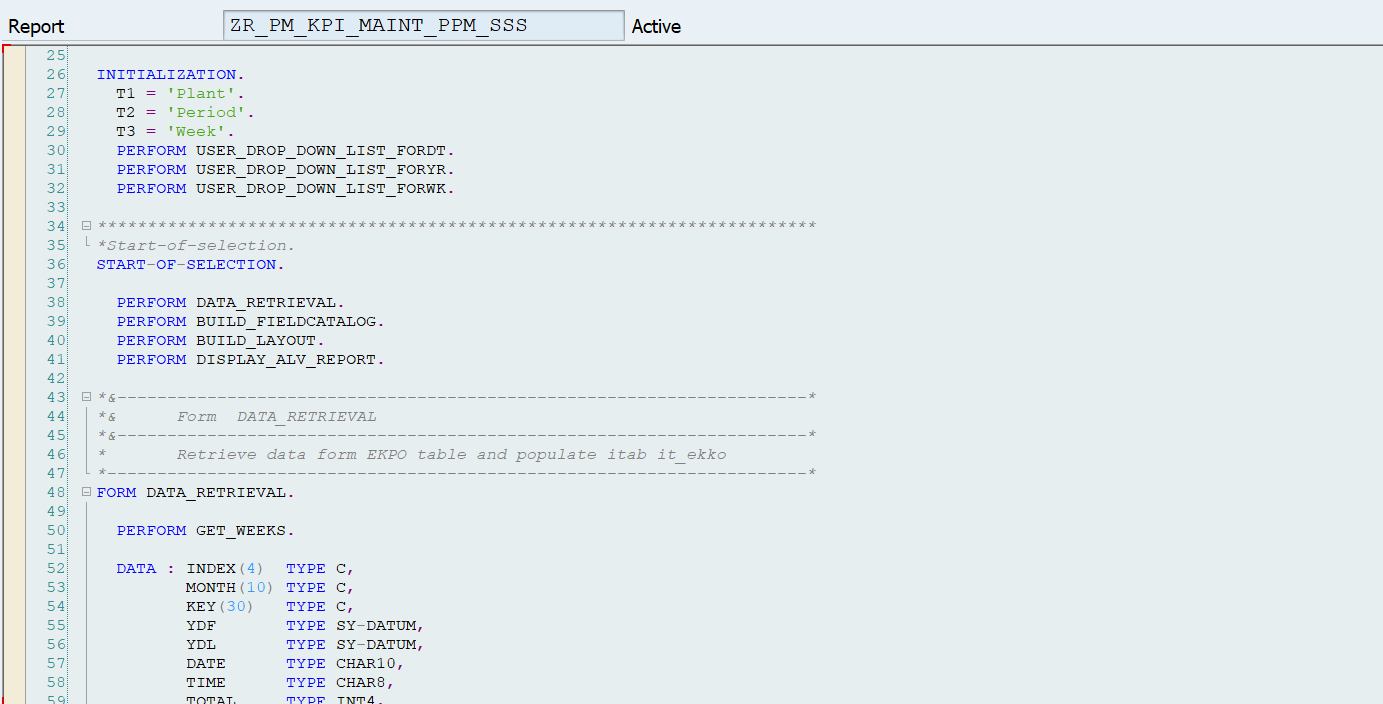 Report ZR_PM_KPI_MAINT_PPM_SSS Active
25
26 INITIALIZATION.
27 T1 = 'Plant'.
28 T2 = 'Period'.
29 T3 = 'Week'.
30 PERFORM USER_DROP_DOWN_LIST_FORDT.
31 PERFORM USER_DROP_DOWN_LIST_FORYR.
32 PERFORM USER_DROP_DOWN_LIST_FORWK.
33
34 ************************************************************************
35 *Start-of-selection.
36 START-OF-SELECTION.
37
38 PERFORM DATA_RETRIEVAL.
39 PERFORM BUILD_FIELDCATALOG.
40 PERFORM BUILD_LAYOUT.
41 PERFORM DISPLAY_ALV_REPORT.
42
43 *&---------------------------------------------------------------------*
44 *& Form DATA_RETRIEVAL
45 *&---------------------------------------------------------------------*
46 * Retrieve data form EKPO table and populate itab it_ekko
47 *----------------------------------------------------------------------*
48 FORM DATA_RETRIEVAL.
49
50 PERFORM GET_WEEKS.
51
52 DATA : INDEX(4) TYPE C,
53 MONTH(10) TYPE C,
54 KEY(30) TYPE C,
55 YDF TYPE SY-DATUM,
56 YDL TYPE SY-DATUM,
57 DATE TYPE CHAR10,
58 TIME TYPE CHAR8,
59 TOTAL TYPE INT4,